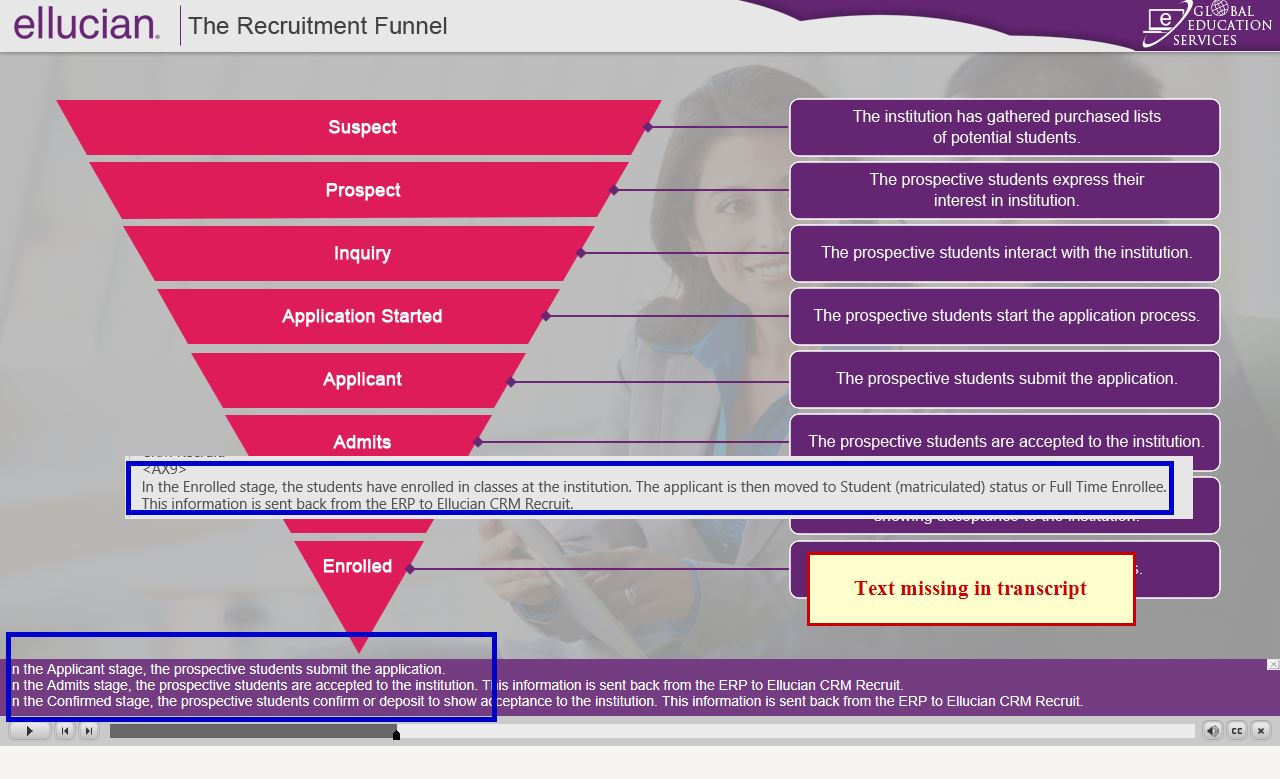 ellucian.
The Recruitment Funnel
GLOBAL
EDUCATION
SERVICES
e
Suspect
The institution has gathered purchased lists
of potential students.
Prospect
The prospective students express their
interest in institution.
Inquiry
The prospective students interact with the institution.
Application Started
The prospective students start the application process.
Applicant
The prospective students submit the application.
Admits
The prospective students are accepted to the institution.
<AX9>
In the Enrolled stage, the students have enrolled in classes at the institution. The applicant is then moved to Student (matriculated) status or Full Time Enrollee.
This information is sent back from the ERP to Ellucian CRM Recruit.
showing acceptance to the institution.
Enrolled
Text missing in transcript
In the Applicant stage, the prospective students submit the application.
In the Admits stage, the prospective students are accepted to the institution. This information is sent back from the ERP to Ellucian CRM Recruit.
In the Confirmed stage, the prospective students confirm or deposit to show acceptance to the institution. This information is sent back from the ERP to Ellucian CRM Recruit.
CC